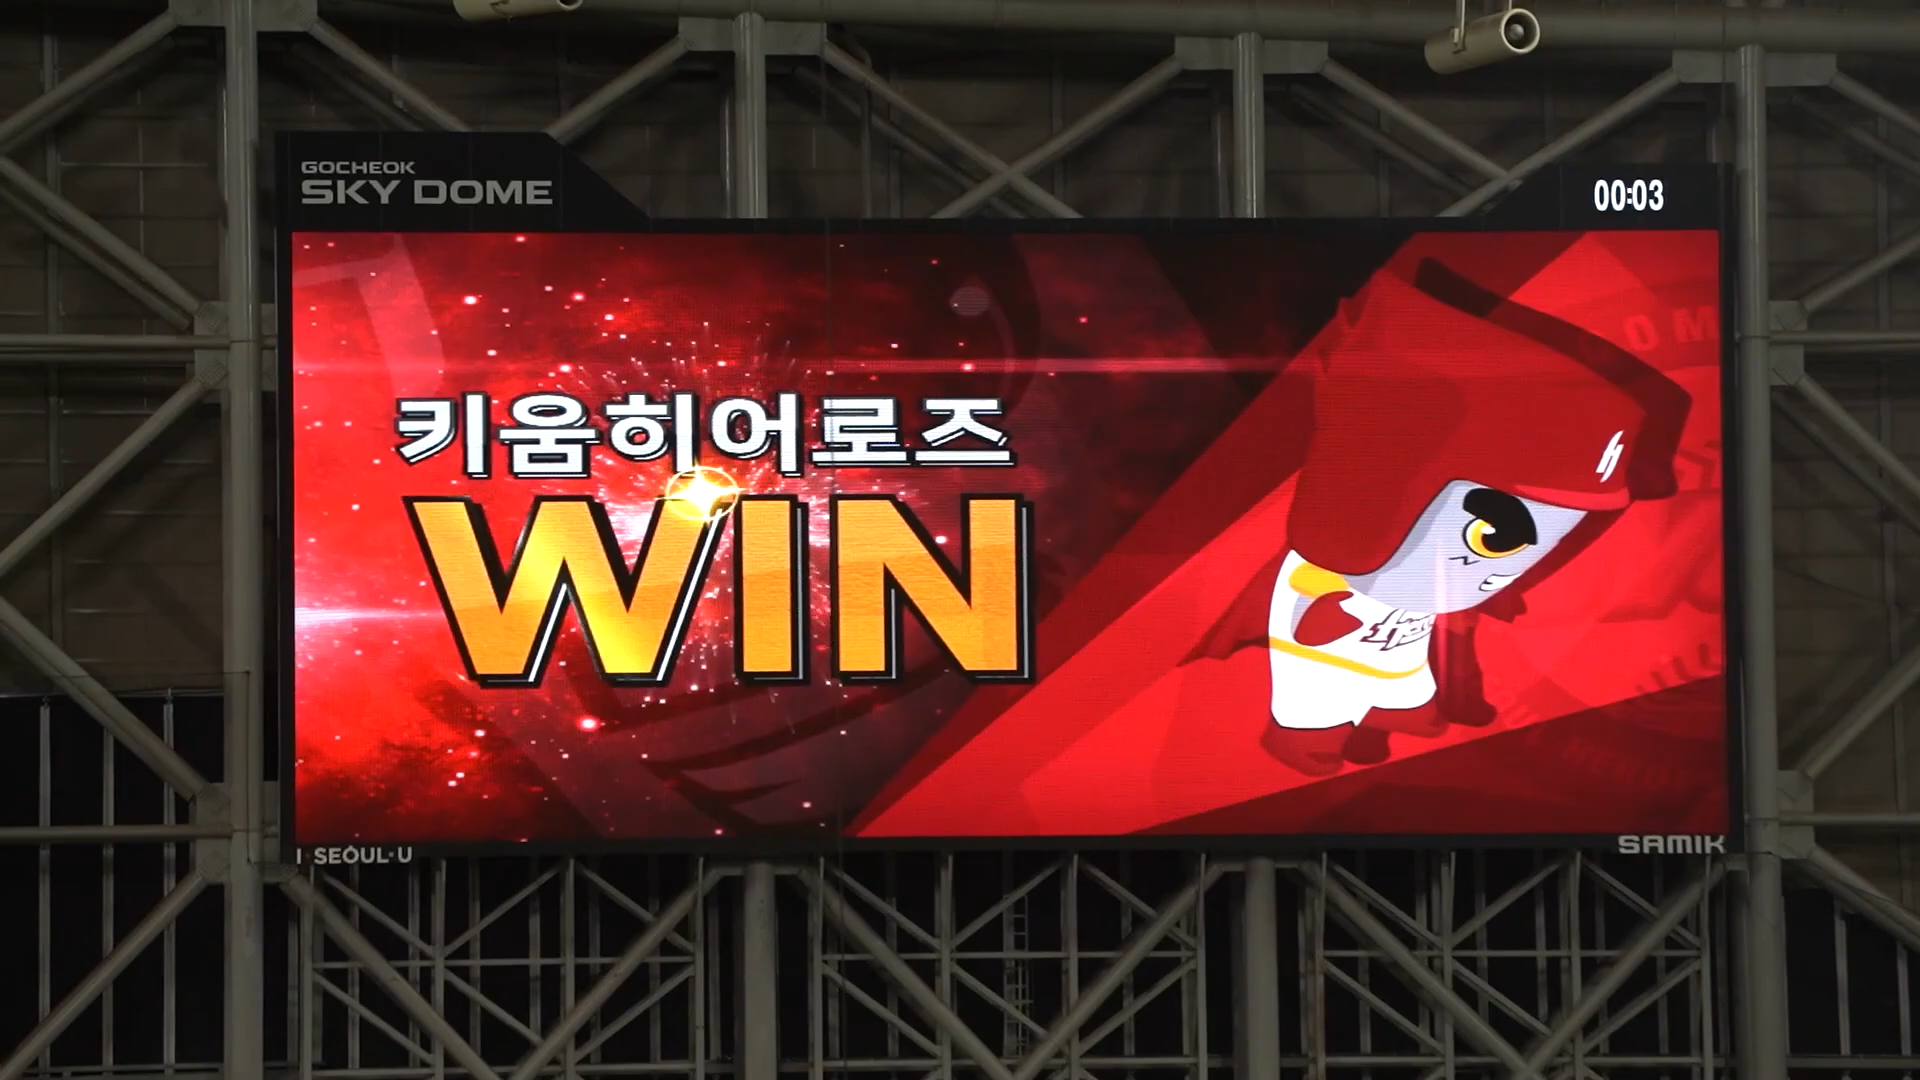 GOCHEOK
SKY DOME
00:03
키움히어로즈
WIN
I·SEOUL·U
SAMIK